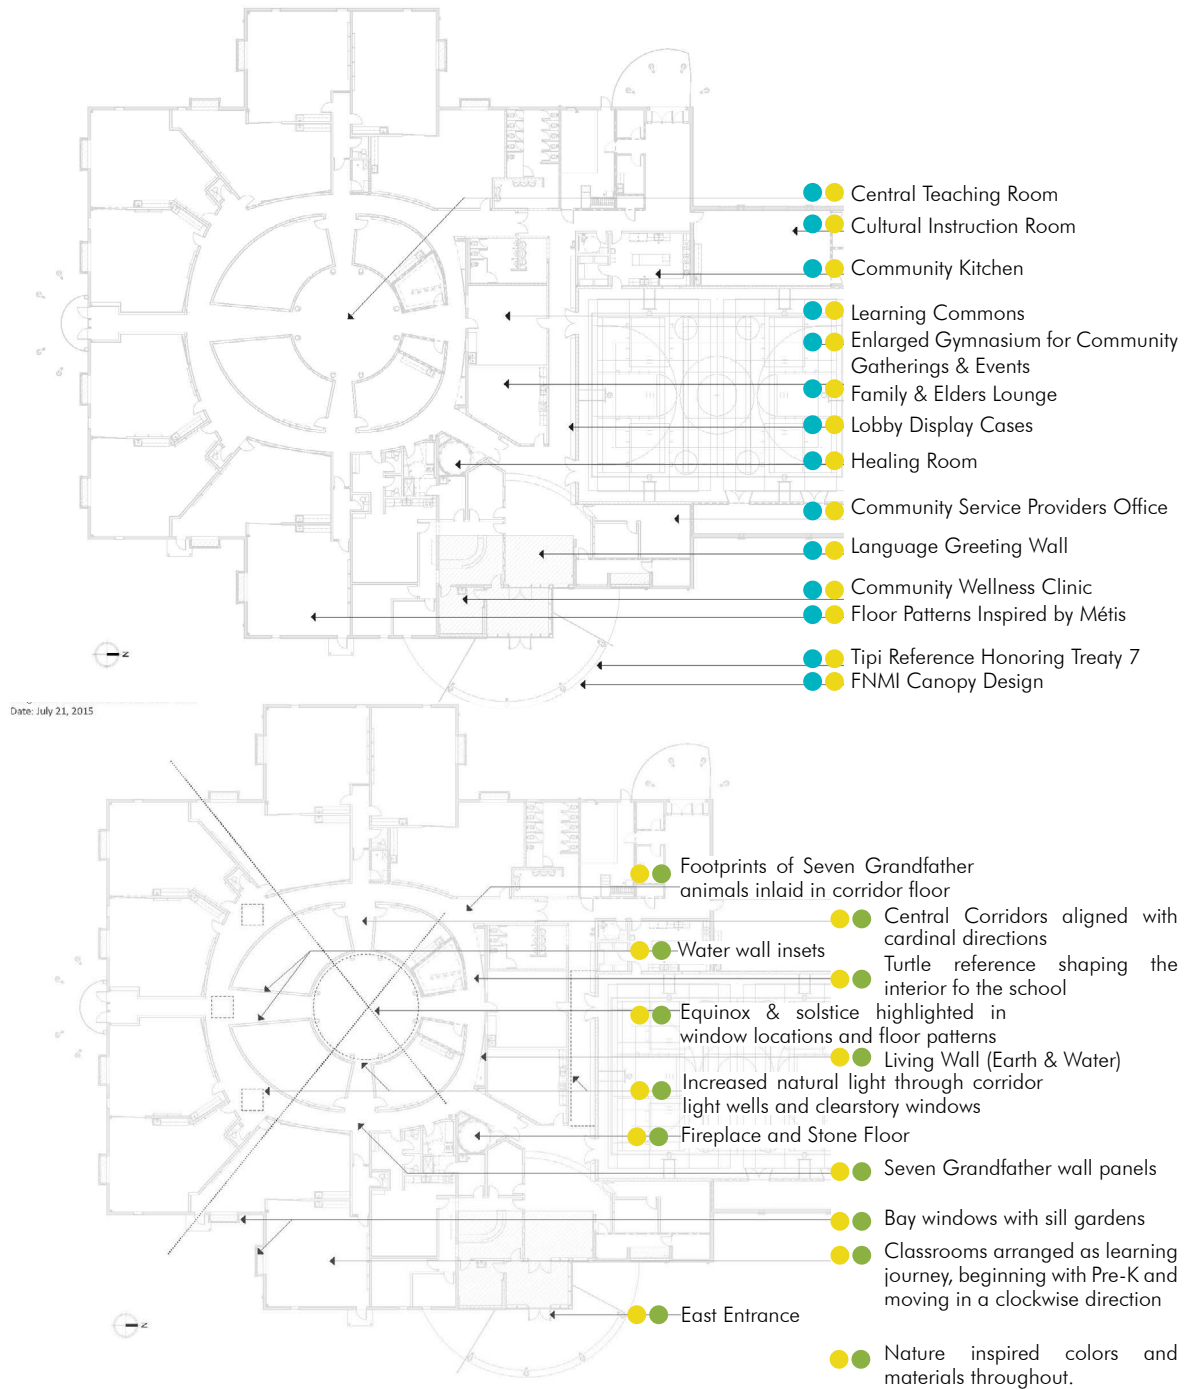 Central Teaching Room
Cultural Instruction Room
Community Kitchen
Learning Commons
Enlarged Gymnasium for Community
Gatherings & Events
Family & Elders Lounge
Lobby Display Cases
Healing Room
Community Service Providers Office
Language Greeting Wall
Community Wellness Clinic
Floor Patterns Inspired by Métis
Tipi Reference Honoring Treaty 7
FNMI Canopy Design
N
Date: July 21, 2015
Footprints of Seven Grandfather
animals inlaid in corridor floor
Central Corridors aligned with
cardinal directions
Water wall insets
Turtle reference shaping the
interior fo the school
Equinox & solstice highlighted in
window locations and floor patterns
Living Wall (Earth & Water)
Increased natural light through corridor
light wells and clearstory windows
Fireplace and Stone Floor
Seven Grandfather wall panels
Bay windows with sill gardens
Classrooms arranged as learning
journey, beginning with Pre-K and
moving in a clockwise direction
East Entrance
N
Nature inspired colors and
materials throughout.